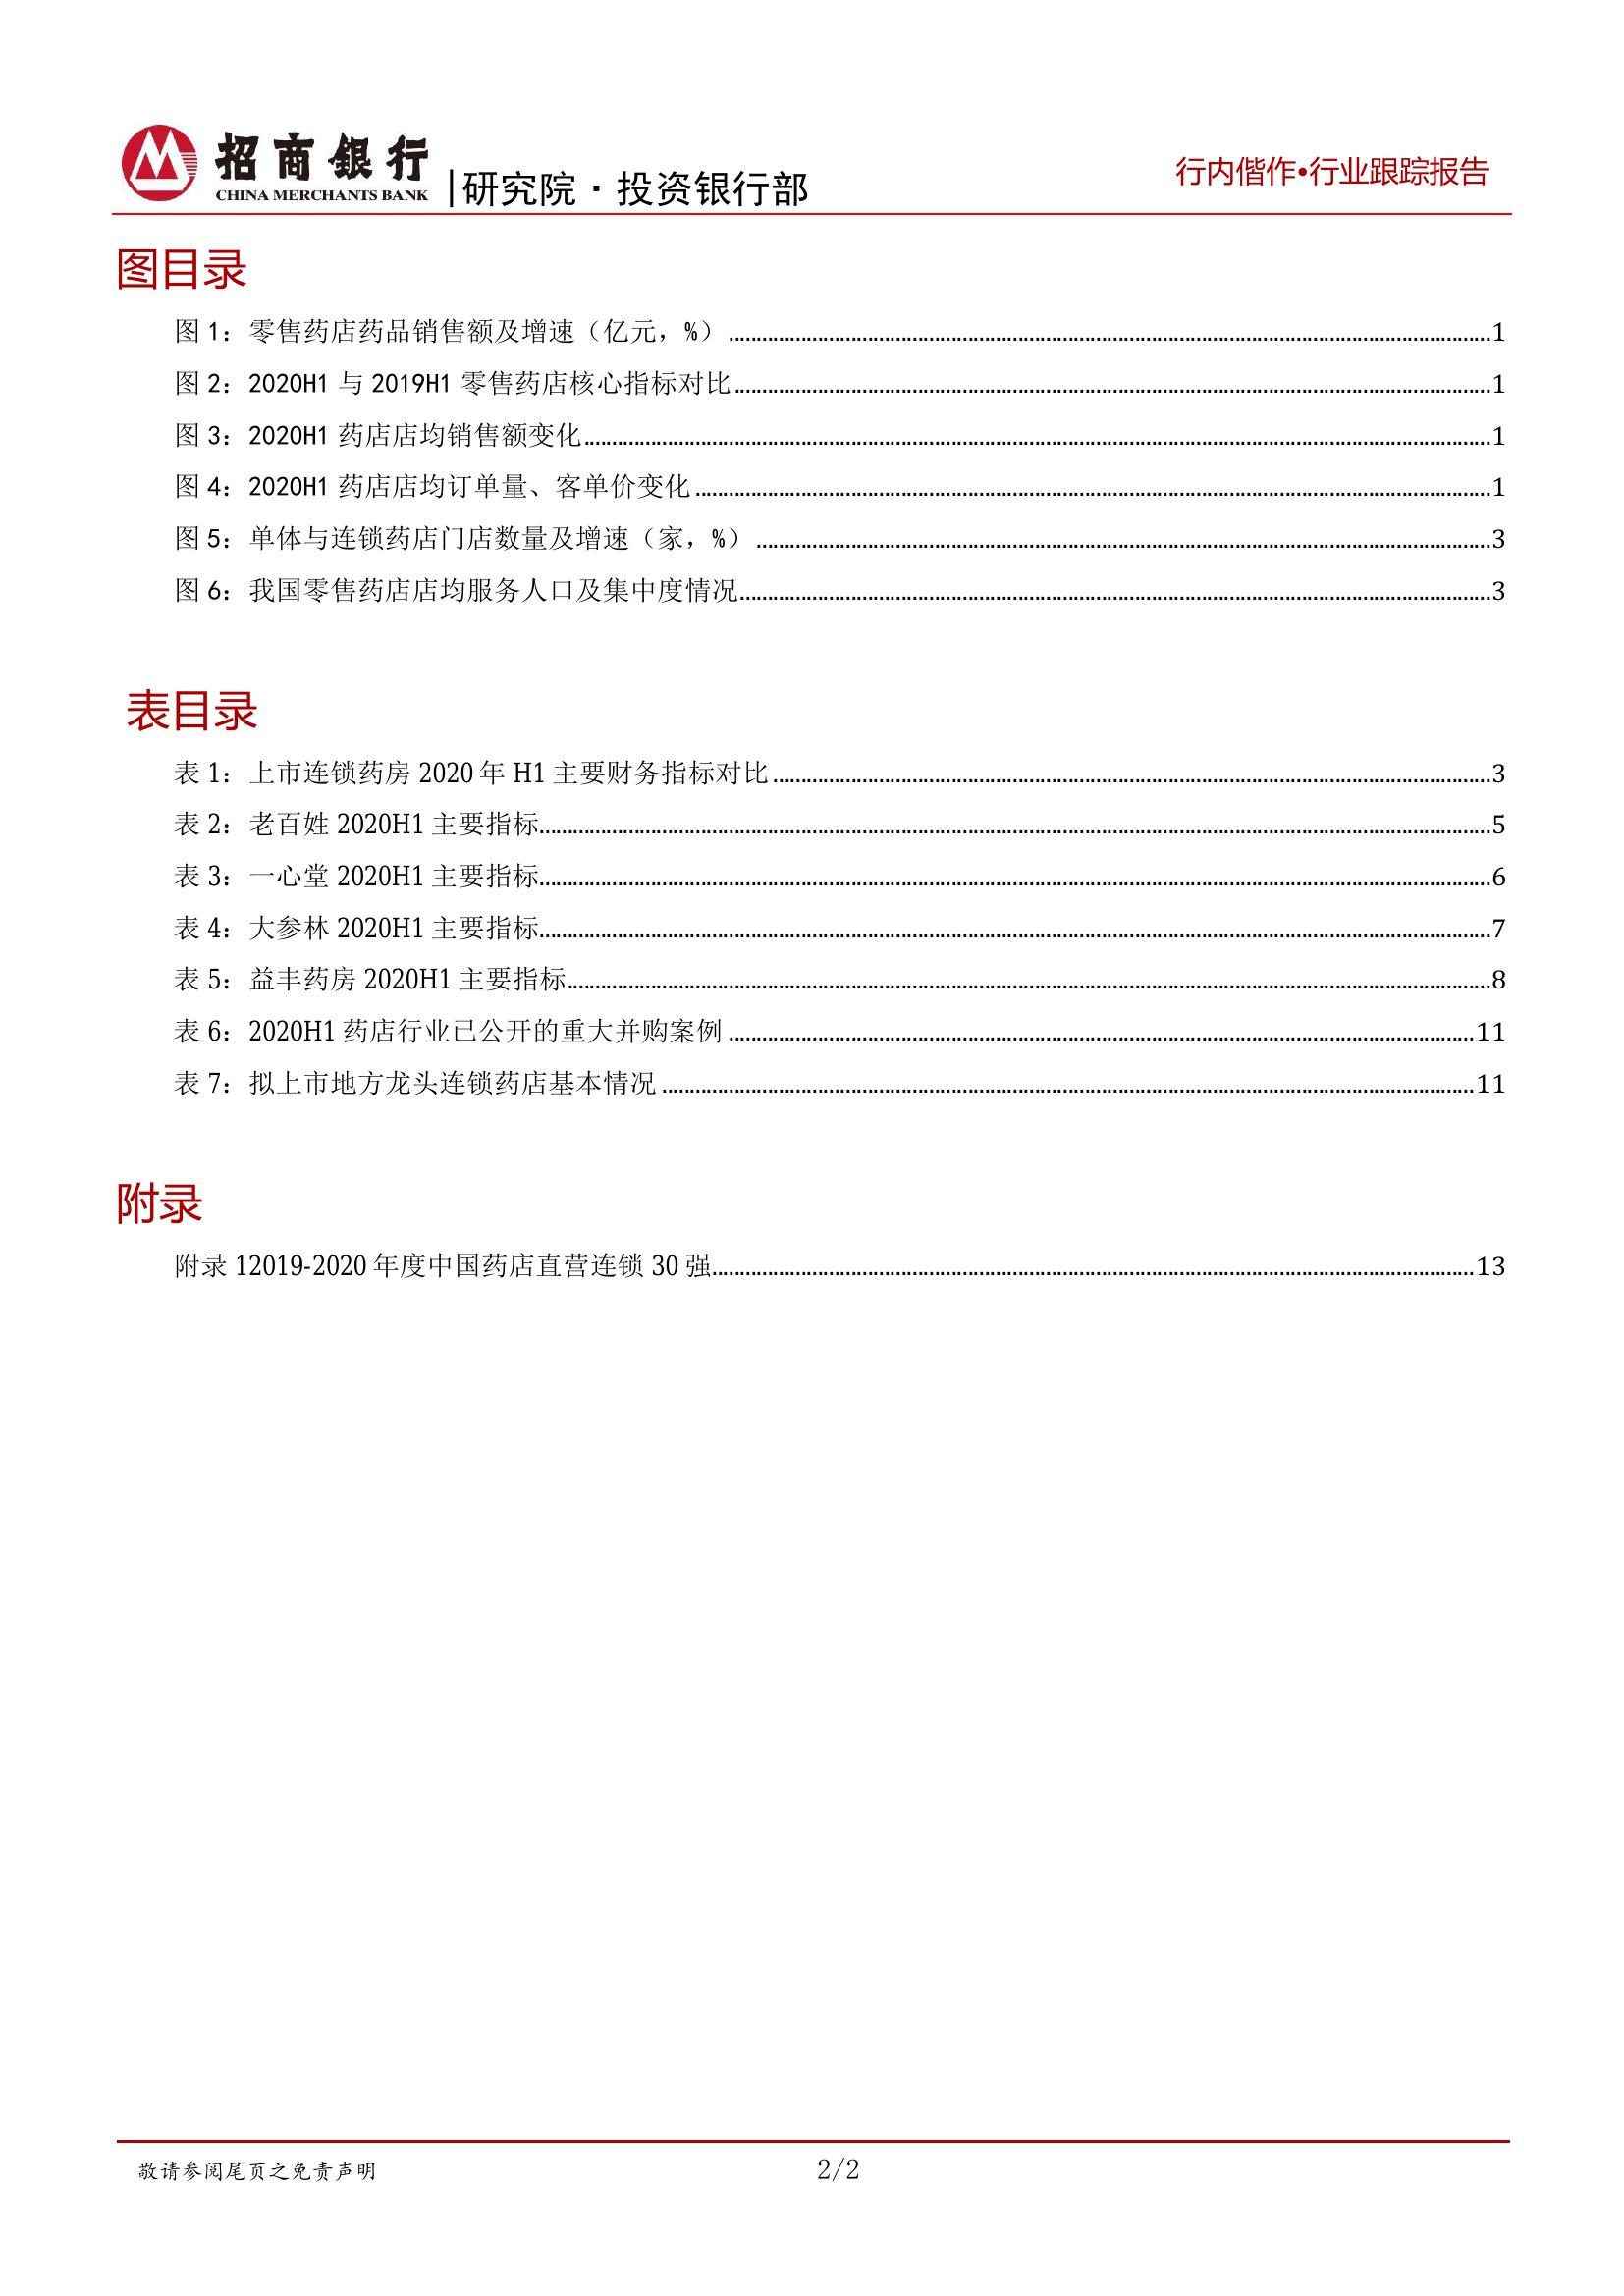 招商银行
CHINA MERCHANTS BANK
|研究院·投资银行部
行内偕作•行业跟踪报告
图目录
图 1：零售药店药品销售额及增速（亿元，%）........1
图 2：2020H1 与 2019H1 零售药店核心指标对比........1
图 3：2020H1 药店店均销售额变化........1
图 4：2020H1 药店店均订单量、客单价变化........1
图 5：单体与连锁药店门店数量及增速（家，%）........3
图 6：我国零售药店店均服务人口及集中度情况........3
表目录
表 1：上市连锁药房 2020 年 H1 主要财务指标对比........3
表 2：老百姓 2020H1 主要指标........5
表 3：一心堂 2020H1 主要指标........6
表 4：大参林 2020H1 主要指标........7
表 5：益丰药房 2020H1 主要指标........8
表 6：2020H1 药店行业已公开的重大并购案例........11
表 7：拟上市地方龙头连锁药店基本情况........11
附录
附录 12019-2020 年度中国药店直营连锁 30 强........13
敬请参阅尾页之免责声明
2/2